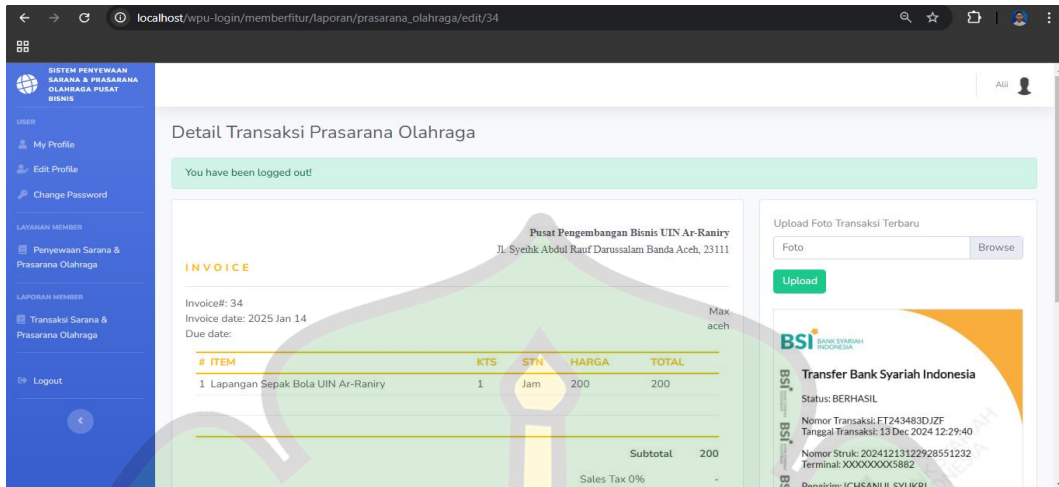 localhost/wpu-login/memberfitur/laporan/prasarana_olahraga/edit/34
SISTEM PENYEWAAN
SARANA & PRASARANA
OLAHRAGA PUSAT
BISNIS
Alii
USER
My Profile
Edit Profile
Change Password
LAYANAN MEMBER
Penyewaan Sarana &
Prasarana Olahraga
LAPORAN MEMBER
Transaksi Sarana &
Prasarana Olahraga
Logout
Detail Transaksi Prasarana Olahraga
You have been logged out!
Pusat Pengembangan Bisnis UIN Ar-Raniry
Jl. Syeihk Abdul Rauf Darussalam Banda Aceh, 23111
INVOICE
Invoice#: 34
Invoice date: 2025 Jan 14
Due date:
Max
aceh
# ITEM KTS STN HARGA TOTAL
1 Lapangan Sepak Bola UIN Ar-Raniry 1 Jam 200 200
Subtotal 200
Sales Tax 0% -
Upload Foto Transaksi Terbaru
Foto Browse
Upload
BSI BANK SYARIAH
INDONESIA
Transfer Bank Syariah Indonesia
Status: BERHASIL
Nomor Transaksi: FT243483DJZF
Tanggal Transaksi: 13 Dec 2024 12:29:40
Nomor Struk: 20241213122928551232
Terminal: XXXXXXXX5882
Pengirim: ICHSANUL SYUKRI
BSI
BSI